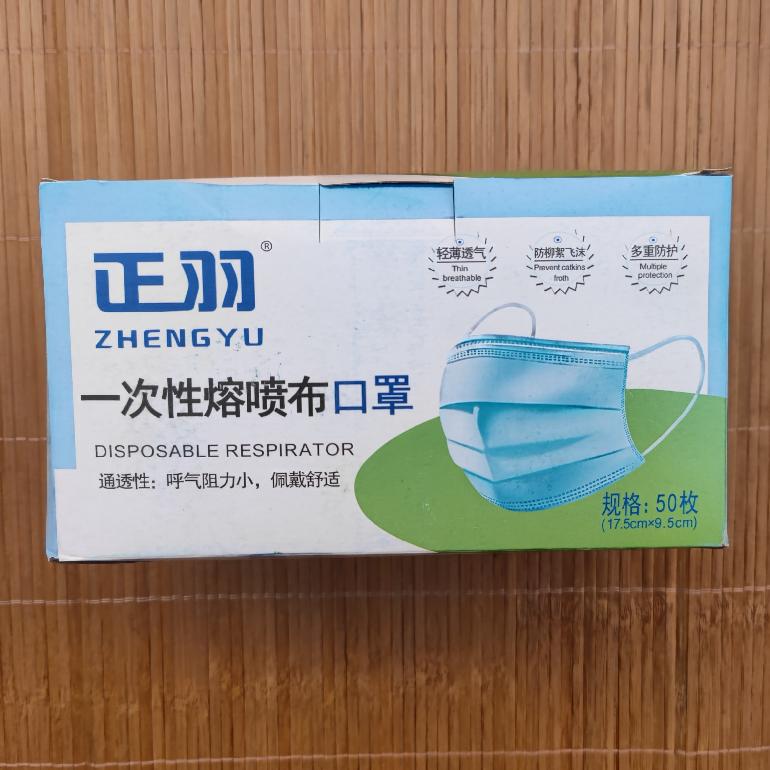 正羽®
ZHENGYU
轻薄透气
Thin
breathable
防柳絮飞沫
Prevent catkins
froth
多重防护
Multiple
protection
一次性熔喷布口罩
DISPOSABLE RESPIRATOR
通透性：呼气阻力小，佩戴舒适
规格：50枚
(17.5cm×9.5cm)